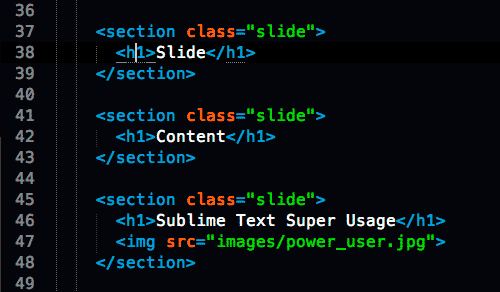 36
37 <section class="slide">
38 <h1>Slide</h1>
39 </section>
40
41 <section class="slide">
42 <h1>Content</h1>
43 </section>
44
45 <section class="slide">
46 <h1>Sublime Text Super Usage</h1>
47 <img src="images/power_user.jpg">
48 </section>
49